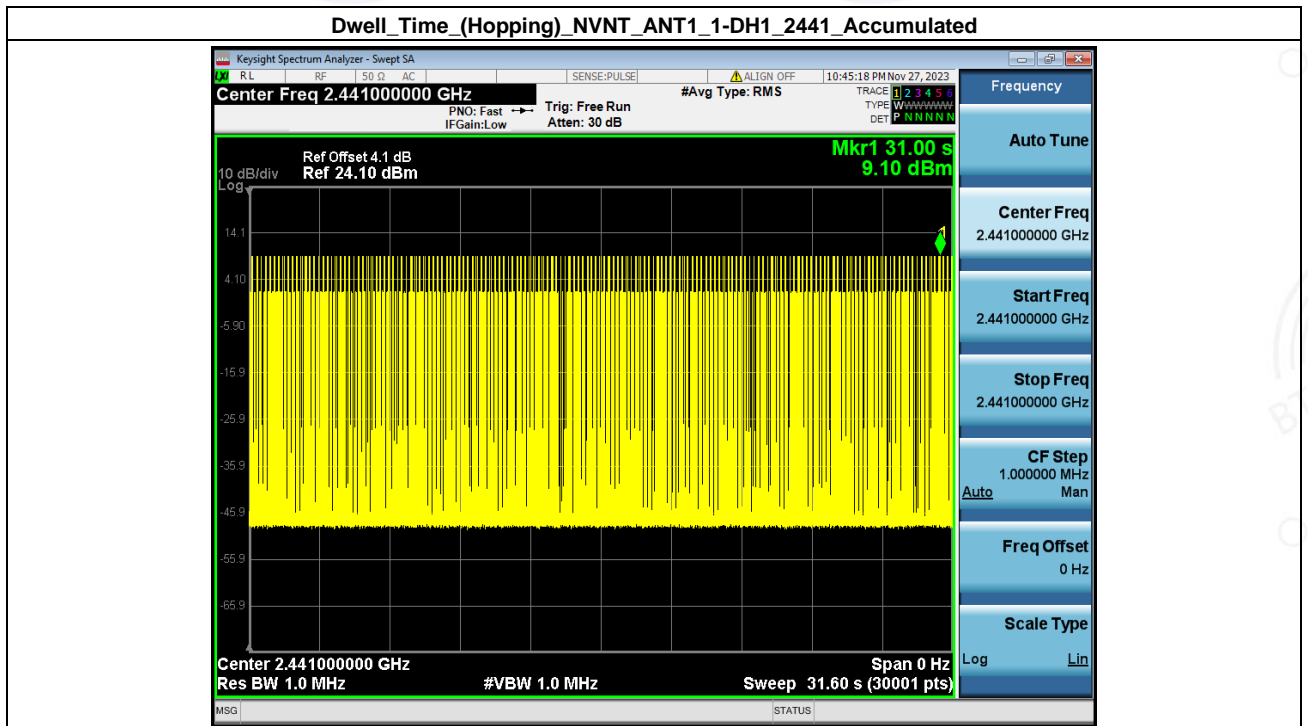 Dwell_Time_(Hopping)_NVNT_ANT1_1-DH1_2441_Accumulated
Keysight Spectrum Analyzer - Swept SA
LXI RL RF 50 Ω AC SENSE:PULSE ALIGN OFF 10:45:18 PM Nov 27, 2023
Center Freq 2.441000000 GHz #Avg Type: RMS TRACE 1 2 3 4 5 6
PNO: Fast Trig: Free Run TYPE WWWWWW
IFGain:Low Atten: 30 dB DET P N N N N N
Frequency
Auto Tune
Center Freq
2.441000000 GHz
Start Freq
2.441000000 GHz
Stop Freq
2.441000000 GHz
CF Step
1.000000 MHz
Auto Man
Freq Offset
0 Hz
Scale Type
Log Lin
Mkr1 31.00 s
9.10 dBm
Ref Offset 4.1 dB
10 dB/div Ref 24.10 dBm
Log
14.1
1
4.10
-5.90
-15.9
-25.9
-35.9
-45.9
-55.9
-65.9
Center 2.441000000 GHz Span 0 Hz
Res BW 1.0 MHz #VBW 1.0 MHz Sweep 31.60 s (30001 pts)
MSG STATUS